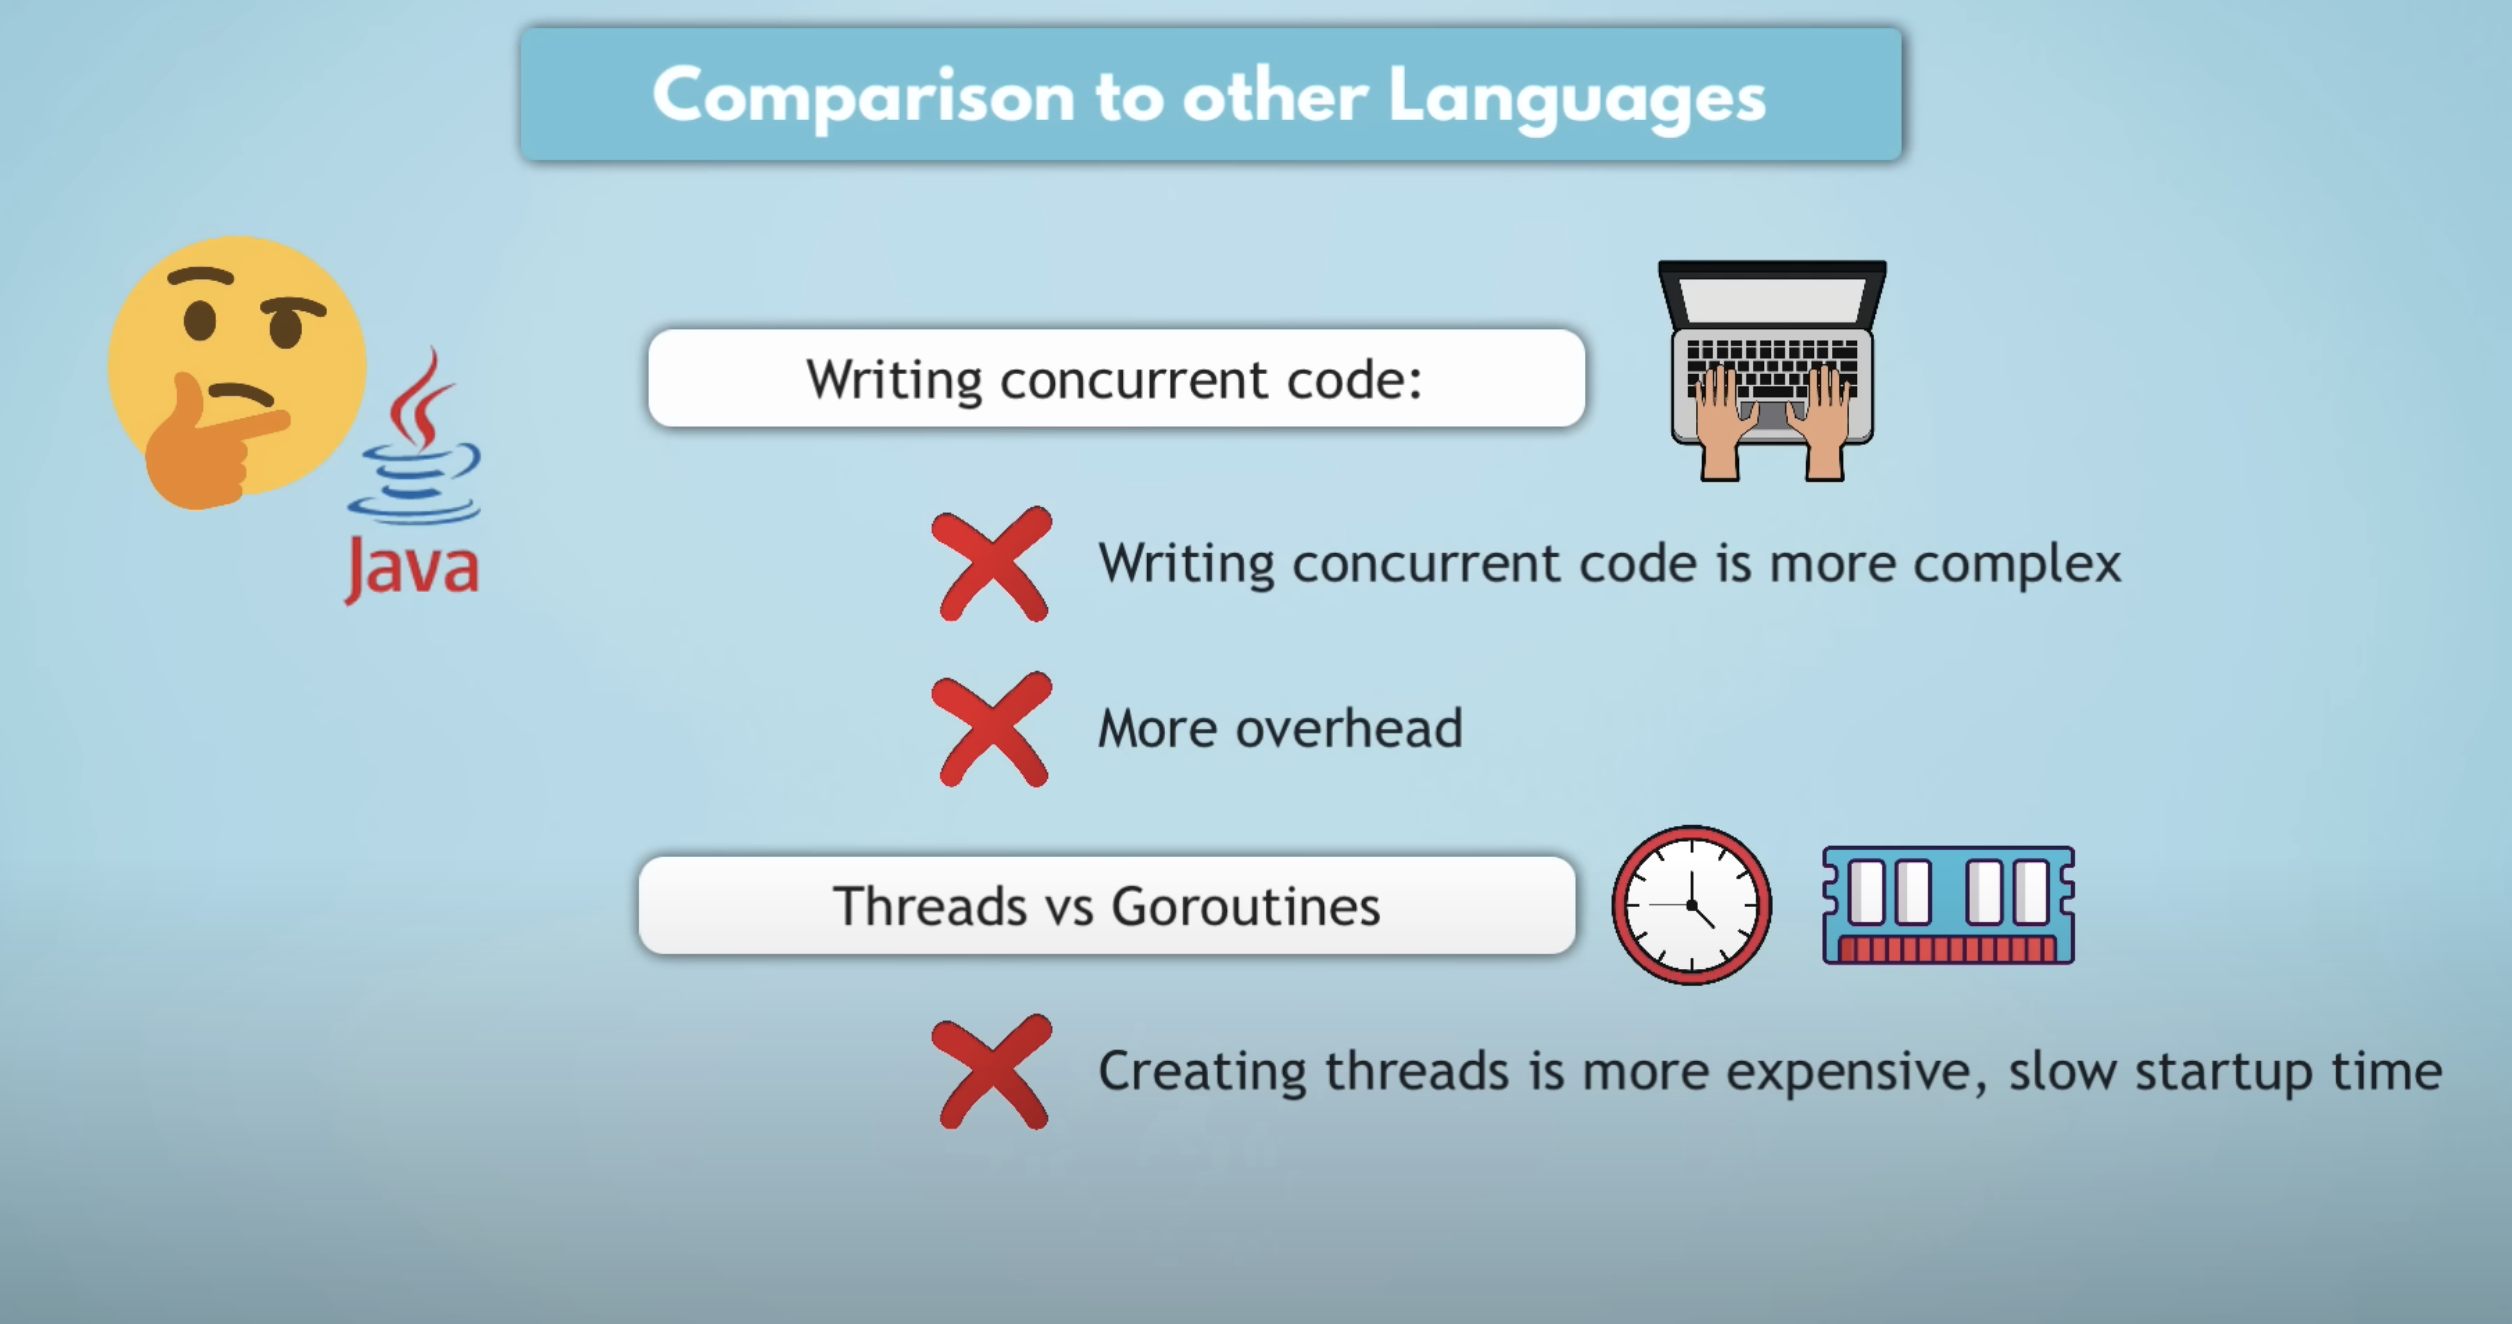 Comparison to other Languages
Java
Writing concurrent code:
Writing concurrent code is more complex
More overhead
Threads vs Goroutines
Creating threads is more expensive, slow startup time